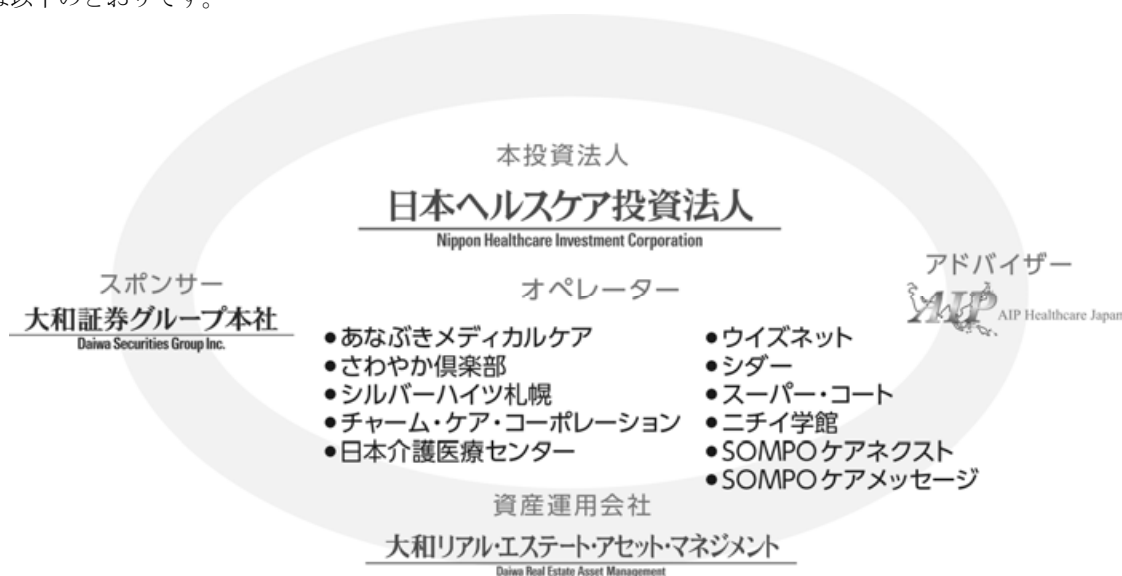 は以下のとおりです。
本投資法人
日本ヘルスケア投資法人
Nippon Healthcare Investment Corporation
スポンサー
大和証券グループ本社
Daiwa Securities Group Inc.
オペレーター
アドバイザー
AIP AIP Healthcare Japan
●あなぶきメディカルケア
●さわやか倶楽部
●シルバーハイツ札幌
●チャーム・ケア・コーポレーション
●日本介護医療センター
●ウイズネット
●シダー
●スーパー・コート
●ニチイ学館
●SOMPOケアネクスト
●SOMPOケアメッセージ
資産運用会社
大和リアル・エステート・アセット・マネジメント
Daiwa Real Estate Asset Management